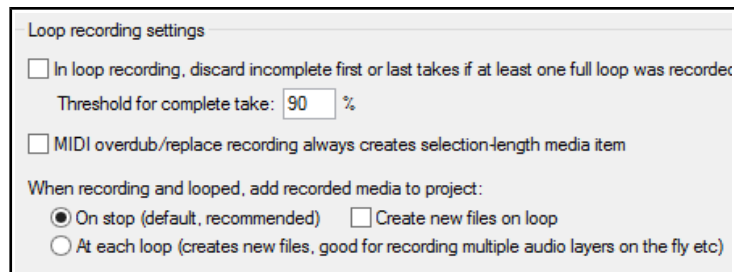 Loop recording settings
In loop recording, discard incomplete first or last takes if at least one full loop was recorded
Threshold for complete take: 90 %
MIDI overdub/replace recording always creates selection-length media item
When recording and looped, add recorded media to project:
On stop (default, recommended) Create new files on loop
At each loop (creates new files, good for recording multiple audio layers on the fly etc)